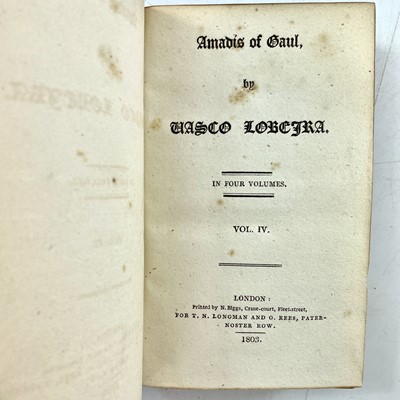 Amadis of Gaul,
by
VASCO LOBEYRA.
IN FOUR VOLUMES.
VOL. IV.
LONDON:
Printed by N. Biggs, Crane-court, Fleet-street,
FOR T. N. LONGMAN AND O. REES, PATER-
NOSTER ROW.
1803.